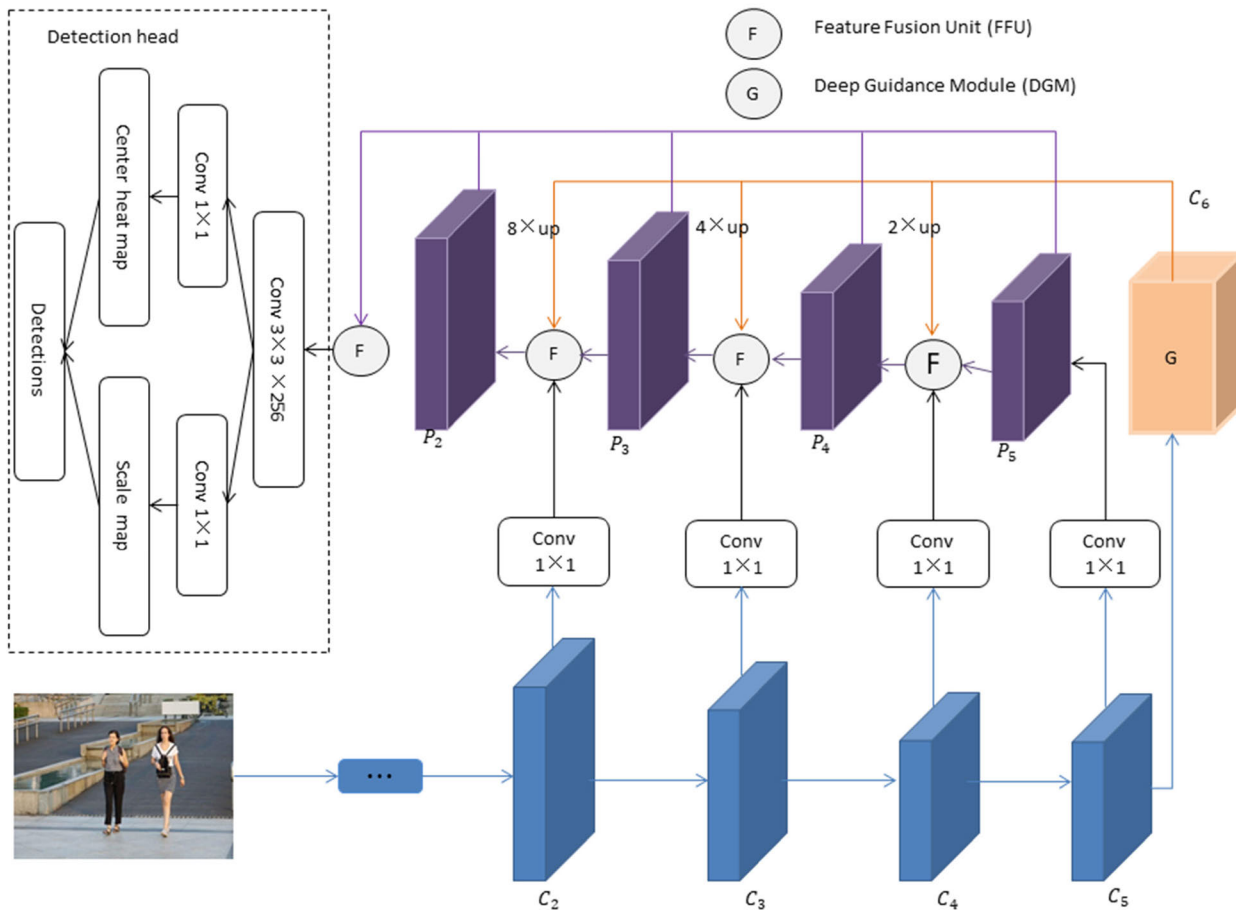 Detection head
F
Feature Fusion Unit (FFU)
G
Deep Guidance Module (DGM)
Detections
Center heat map
Conv 1×1
Conv 3×3 ×256
Scale map
Conv 1×1
8×up
4×up
2×up
C6
F
F
F
F
G
P2
P3
P4
P5
Conv
1×1
Conv
1×1
Conv
1×1
Conv
1×1
...
C2
C3
C4
C5